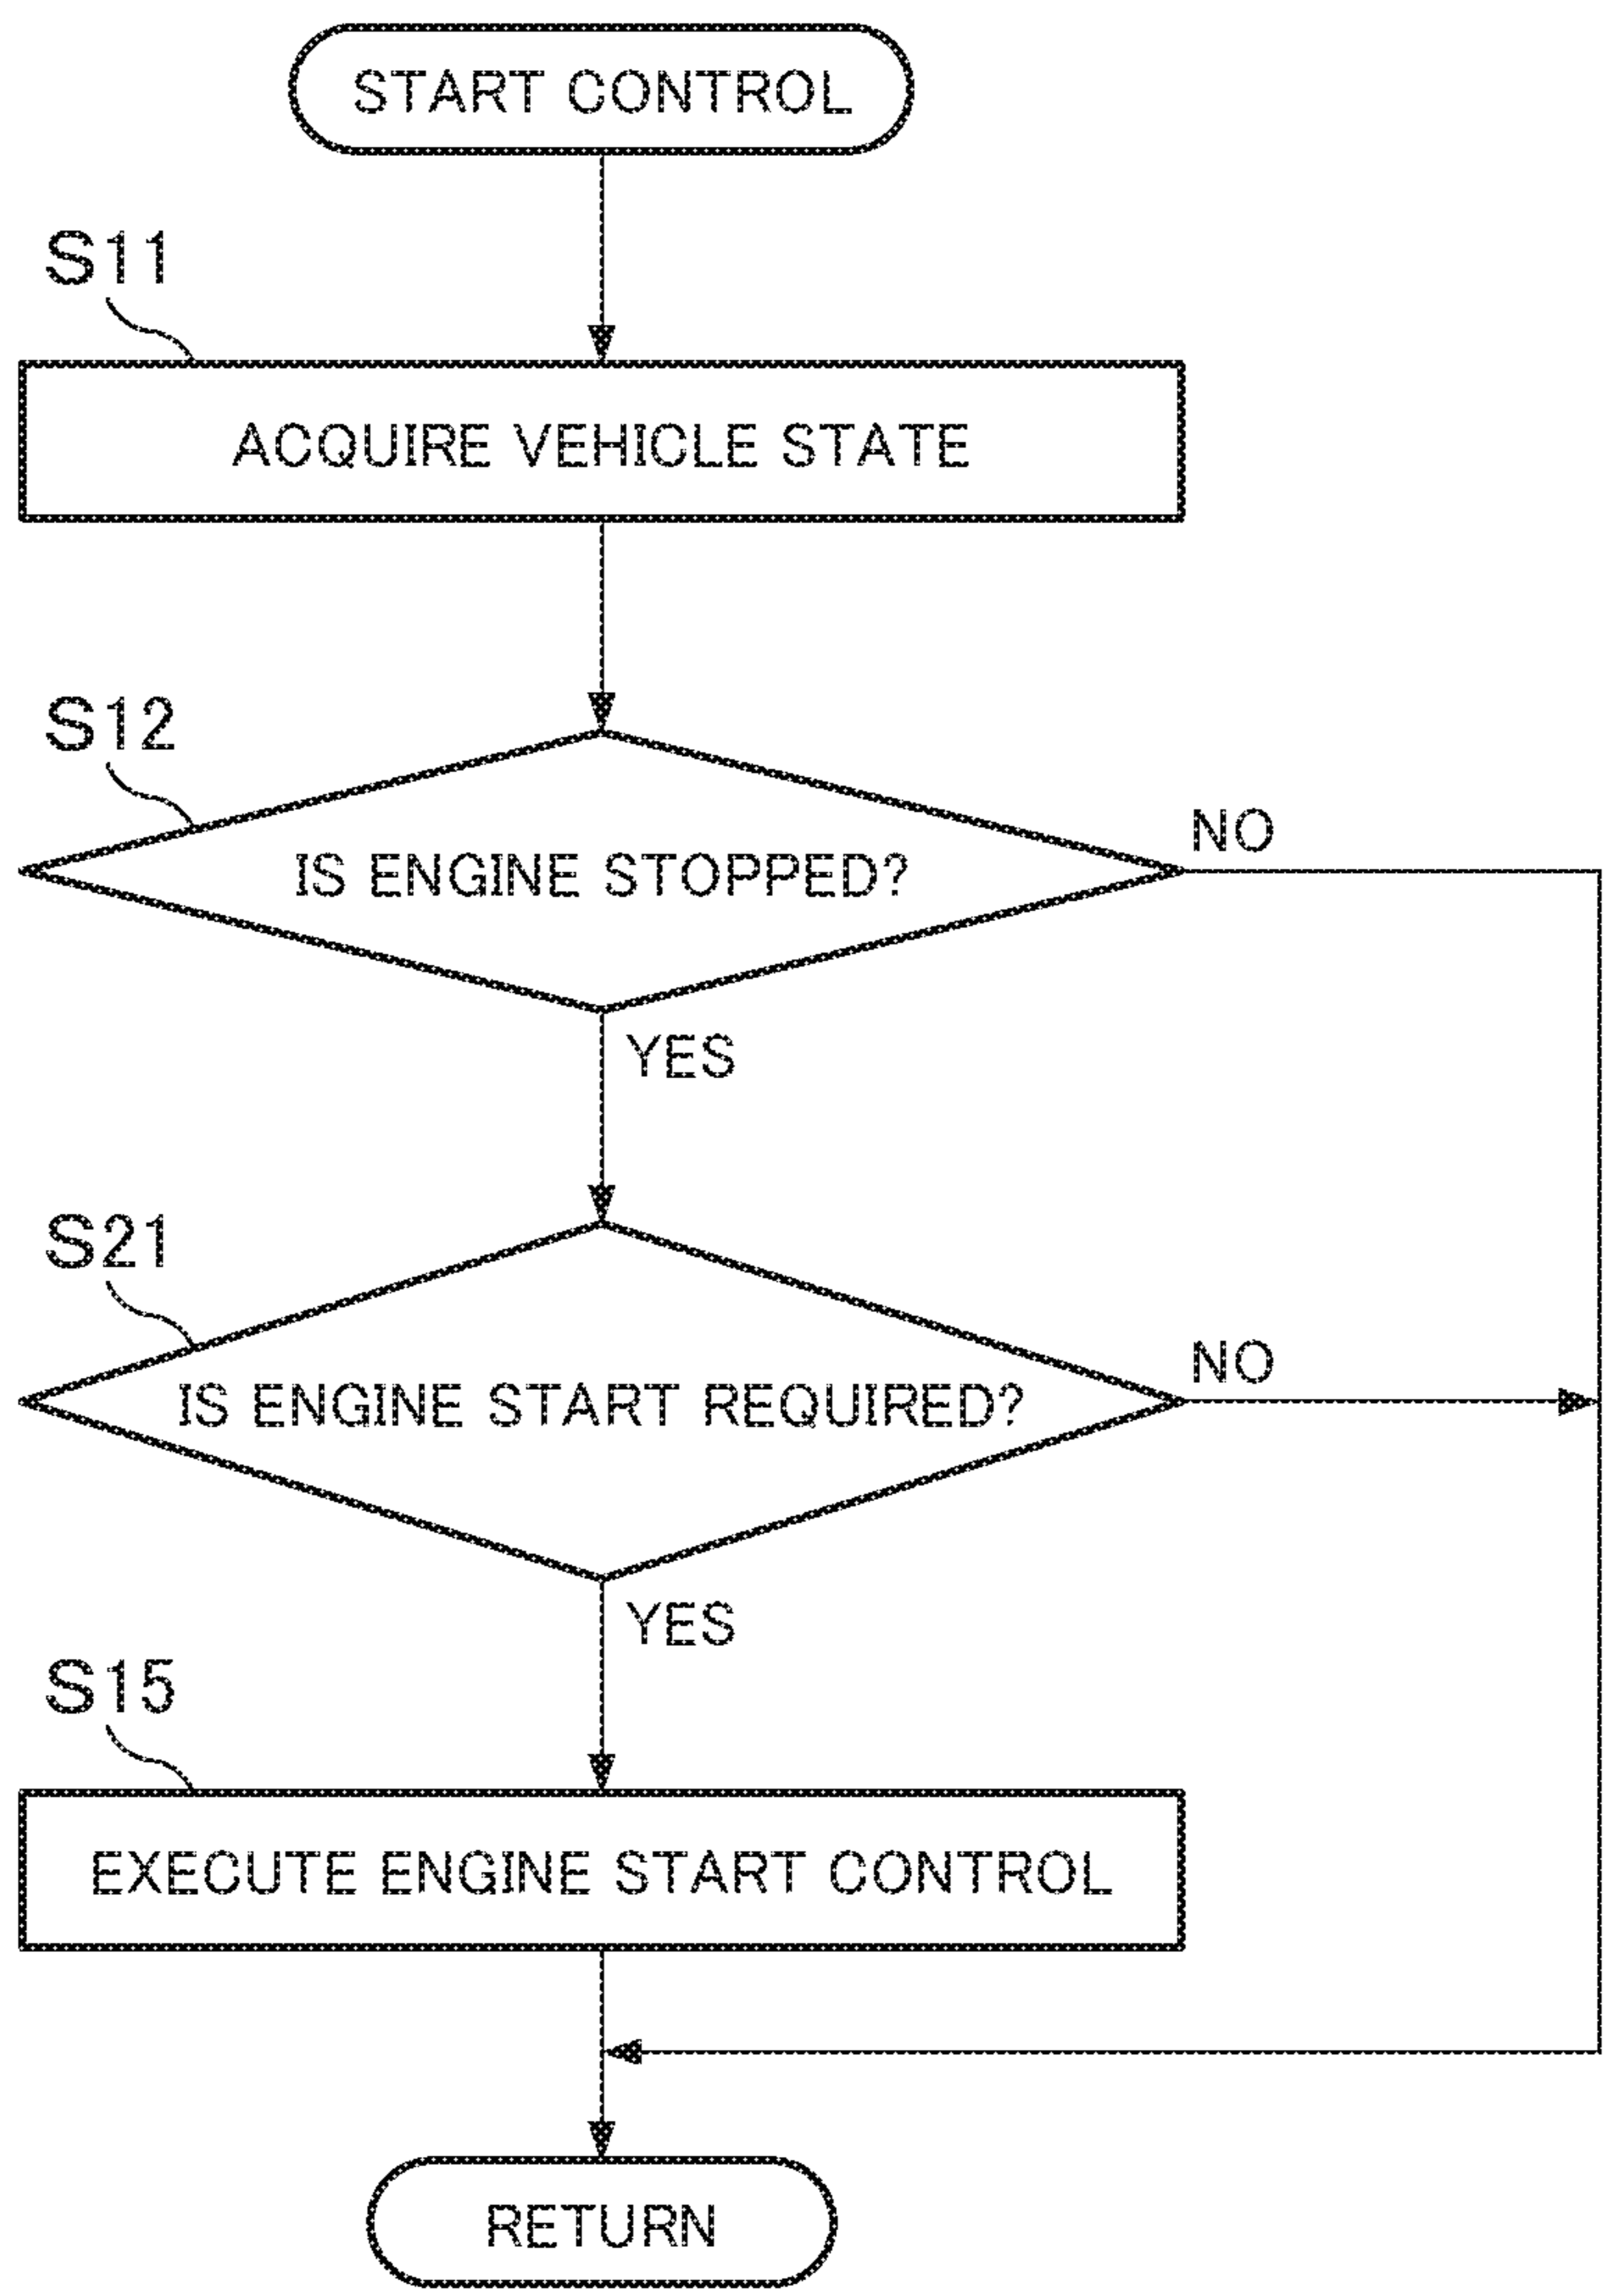 START CONTROL
S11
ACQUIRE VEHICLE STATE
S12
NO
IS ENGINE STOPPED?
YES
S21
NO
IS ENGINE START REQUIRED?
YES
S15
EXECUTE ENGINE START CONTROL
RETURN